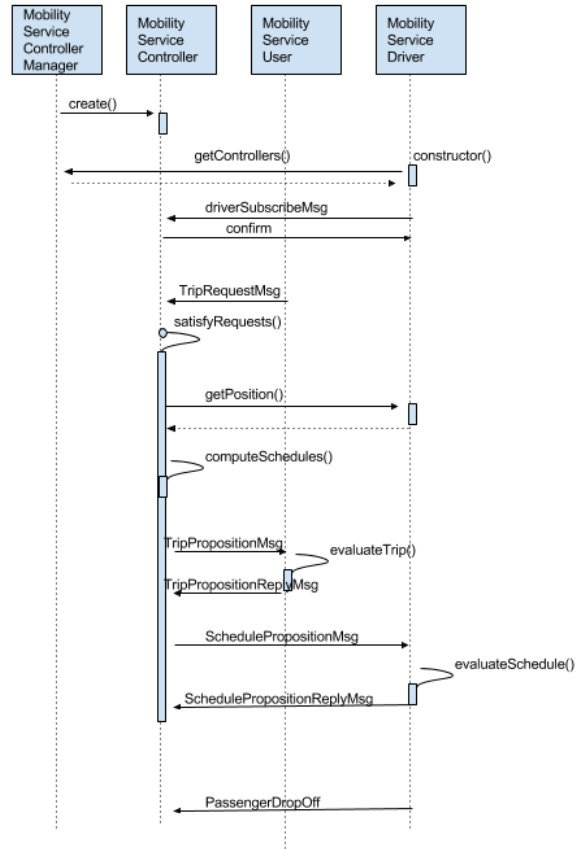 Mobility
Service
Controller
Manager
Mobility
Service
Controller
Mobility
Service
User
Mobility
Service
Driver
create()
getControllers()
constructor()
driverSubscribeMsg
confirm
TripRequestMsg
satisfyRequests()
getPosition()
computeSchedules()
TripPropositionMsg
evaluateTrip()
TripPropositionReplyMsg
SchedulePropositionMsg
evaluateSchedule()
SchedulePropositionReplyMsg
PassengerDropOff